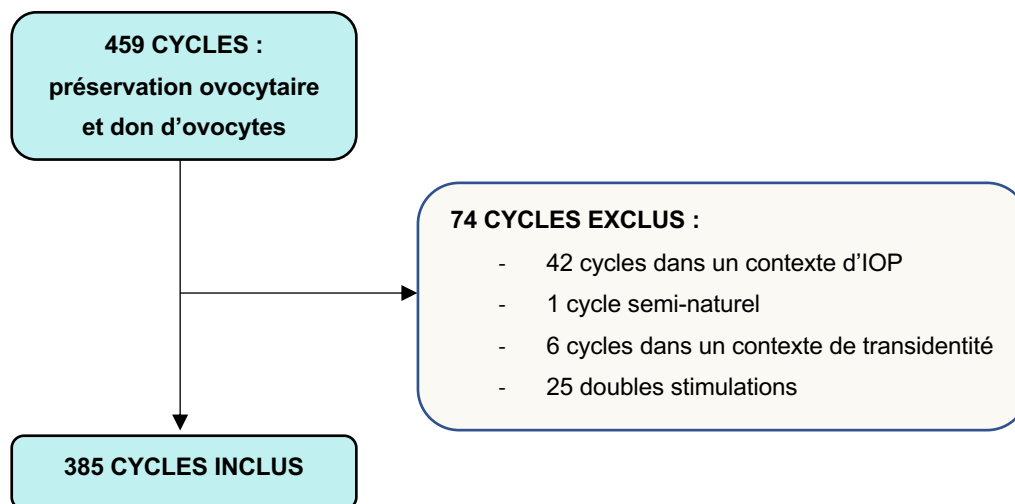 459 CYCLES :
préservation ovocytaire
et don d'ovocytes
74 CYCLES EXCLUS :
- 42 cycles dans un contexte d'IOP
- 1 cycle semi-naturel
- 6 cycles dans un contexte de transidentité
- 25 doubles stimulations
385 CYCLES INCLUS